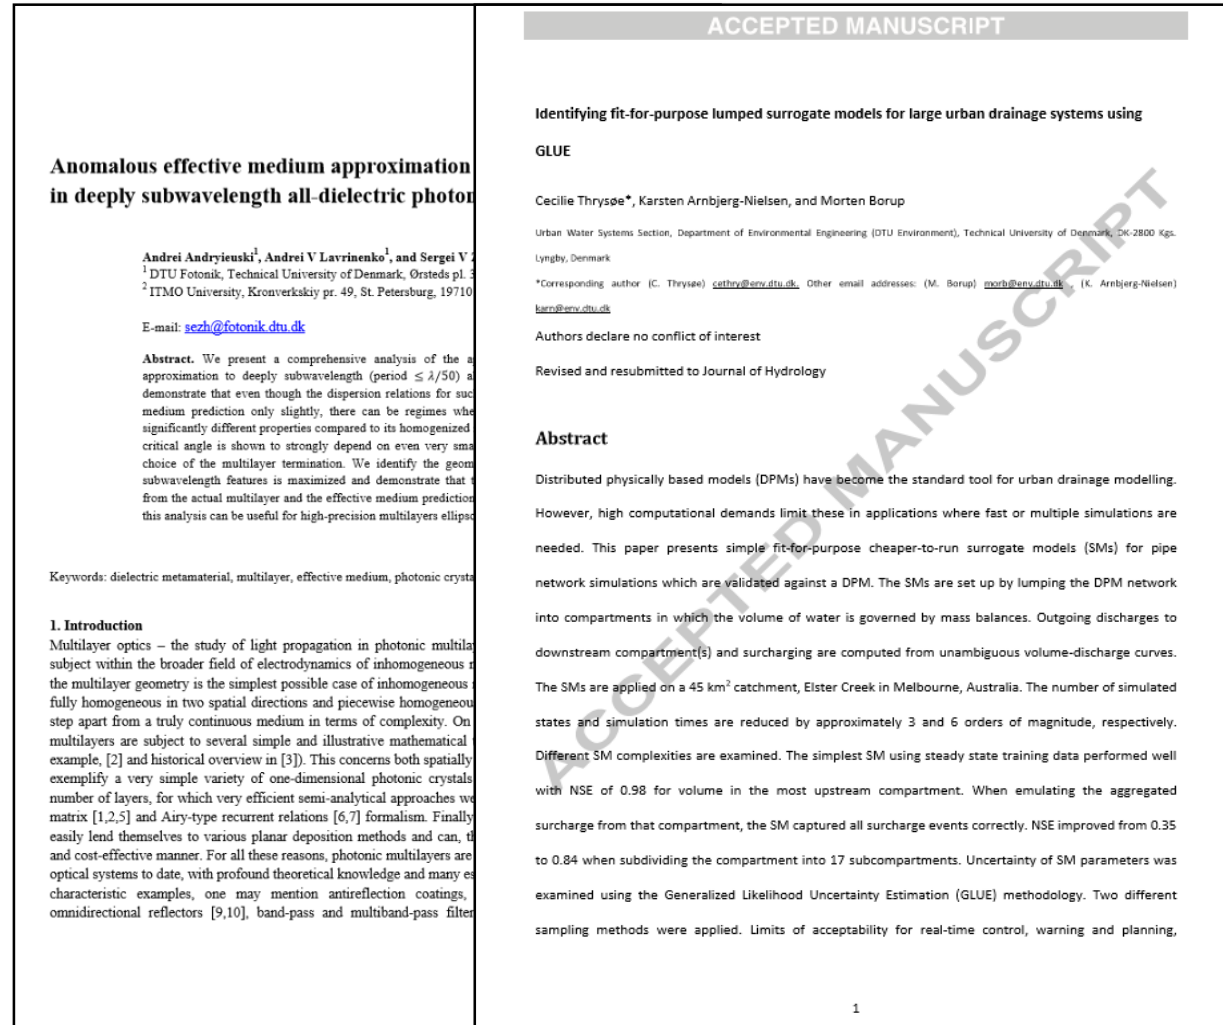 Anomalous effective medium approximation
in deeply subwavelength all-dielectric photon
Andrei Andryieuski1, Andrei V Lavrinenko1, and Sergei V
1 DTU Fotonik, Technical University of Denmark, Ørsteds pl. 3
2 ITMO University, Kronverkskiy pr. 49, St. Petersburg, 19710
E-mail: sezh@fotonik.dtu.dk
Abstract. We present a comprehensive analysis of the a
approximation to deeply subwavelength (period ≤ λ/50) a
demonstrate that even though the dispersion relations for suc
medium prediction only slightly, there can be regimes whe
significantly different properties compared to its homogenized
critical angle is shown to strongly depend on even very sma
choice of the multilayer termination. We identify the geom
subwavelength features is maximized and demonstrate that t
from the actual multilayer and the effective medium prediction
this analysis can be useful for high-precision multilayers ellipso
Keywords: dielectric metamaterial, multilayer, effective medium, photonic crysta
1. Introduction
Multilayer optics – the study of light propagation in photonic multila
subject within the broader field of electrodynamics of inhomogeneous
the multilayer geometry is the simplest possible case of inhomogeneous
fully homogeneous in two spatial directions and piecewise homogeneou
step apart from a truly continuous medium in terms of complexity. On
multilayers are subject to several simple and illustrative mathematical
example, [2] and historical overview in [3]). This concerns both spatially
exemplify a very simple variety of one-dimensional photonic crystals
number of layers, for which very efficient semi-analytical approaches we
matrix [1,2,5] and Airy-type recurrent relations [6,7] formalism. Finally
easily lend themselves to various planar deposition methods and can, t
and cost-effective manner. For all these reasons, photonic multilayers are
optical systems to date, with profound theoretical knowledge and many es
characteristic examples, one may mention antireflection coatings,
omnidirectional reflectors [9,10], band-pass and multiband-pass filter
ACCEPTED MANUSCRIPT
Identifying fit-for-purpose lumped surrogate models for large urban drainage systems using
GLUE
Cecilie Thrysøe*, Karsten Arnbjerg-Nielsen, and Morten Borup
Urban Water Systems Section, Department of Environmental Engineering (DTU Environment), Technical University of Denmark, DK-2800 Kgs.
Lyngby, Denmark
*Corresponding author (C. Thrysøe) cethry@env.dtu.dk, Other email addresses: (M. Borup) morb@env.dtu.dk , (K. Arnbjerg-Nielsen)
karn@env.dtu.dk
Authors declare no conflict of interest
Revised and resubmitted to Journal of Hydrology
Abstract
Distributed physically based models (DPMs) have become the standard tool for urban drainage modelling.
However, high computational demands limit these in applications where fast or multiple simulations are
needed. This paper presents simple fit-for-purpose cheaper-to-run surrogate models (SMs) for pipe
network simulations which are validated against a DPM. The SMs are set up by lumping the DPM network
into compartments in which the volume of water is governed by mass balances. Outgoing discharges to
downstream compartment(s) and surcharging are computed from unambiguous volume-discharge curves.
The SMs are applied on a 45 km2 catchment, Elster Creek in Melbourne, Australia. The number of simulated
states and simulation times are reduced by approximately 3 and 6 orders of magnitude, respectively.
Different SM complexities are examined. The simplest SM using steady state training data performed well
with NSE of 0.98 for volume in the most upstream compartment. When emulating the aggregated
surcharge from that compartment, the SM captured all surcharge events correctly. NSE improved from 0.35
to 0.84 when subdividing the compartment into 17 subcompartments. Uncertainty of SM parameters was
examined using the Generalized Likelihood Uncertainty Estimation (GLUE) methodology. Two different
sampling methods were applied. Limits of acceptability for real-time control, warning and planning,
ACCEPTED MANUSCRIPT
1